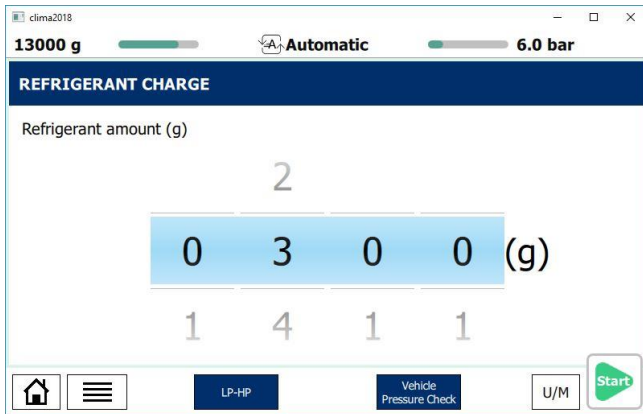 clima2018
13000 g Automatic 6.0 bar
REFRIGERANT CHARGE
Refrigerant amount (g)
2
0 3 0 0 (g)
1 4 1 1
LP-HP Vehicle Pressure Check U/M Start